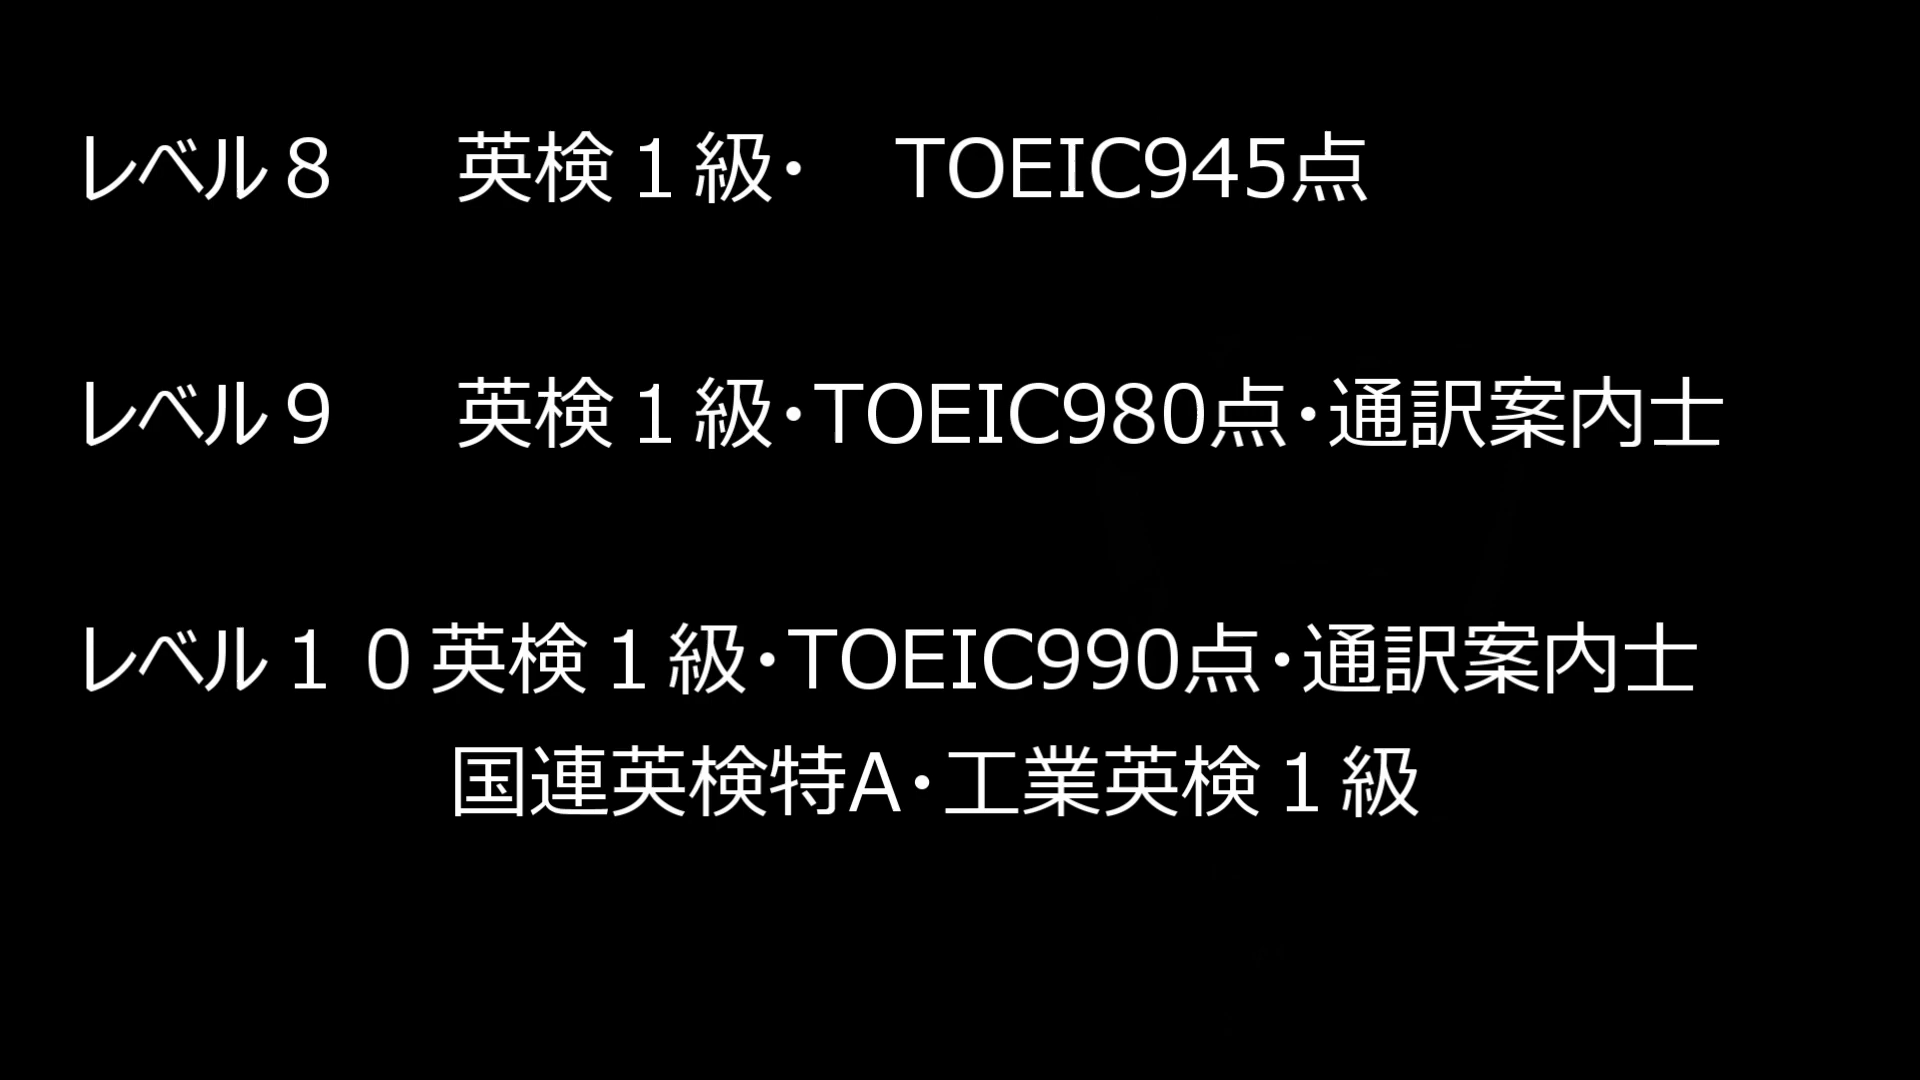 レベル８　英検１級・　TOEIC945点
レベル９　英検１級・TOEIC980点・通訳案内士
レベル１０英検１級・TOEIC990点・通訳案内士
国連英検特A・工業英検１級